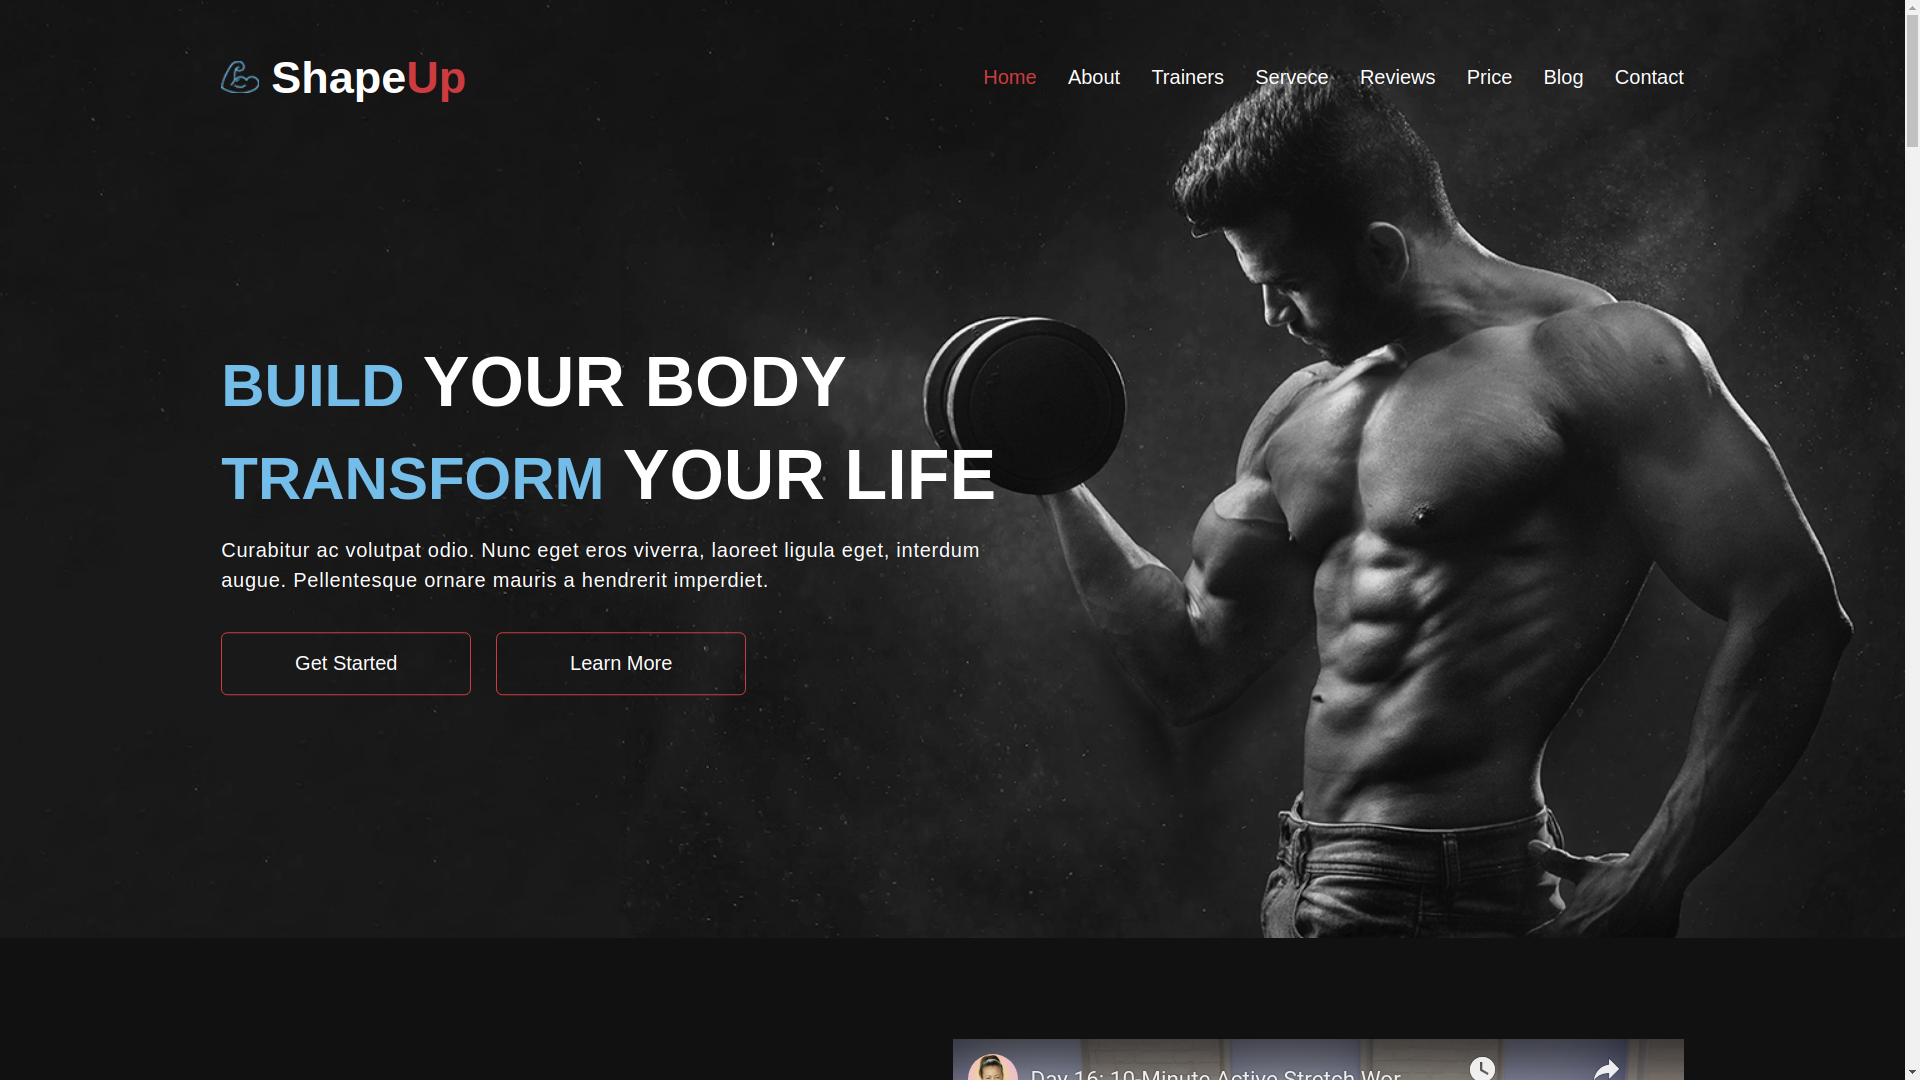 ShapeUp
Home About Trainers Servece Reviews Price Blog Contact
BUILD YOUR BODY
TRANSFORM YOUR LIFE
Curabitur ac volutpat odio. Nunc eget eros viverra, laoreet ligula eget, interdum
augue. Pellentesque ornare mauris a hendrerit imperdiet.
Get Started Learn More
Day 16: 10-Minute Active Stretch Wor